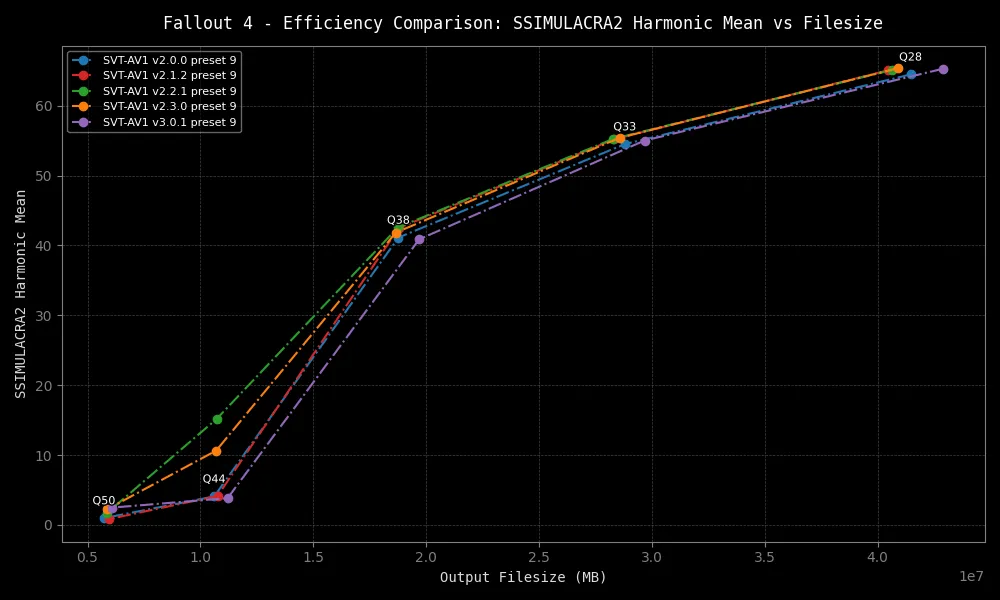 Fallout 4 - Efficiency Comparison: SSIMULACRA2 Harmonic Mean vs Filesize
SVT-AV1 v2.0.0 preset 9
SVT-AV1 v2.1.2 preset 9
SVT-AV1 v2.2.1 preset 9
SVT-AV1 v2.3.0 preset 9
SVT-AV1 v3.0.1 preset 9
Q28
Q33
Q38
Q44
Q50
SSIMULACRA2 Harmonic Mean
60
50
40
30
20
10
0
0.5 1.0 1.5 2.0 2.5 3.0 3.5 4.0
1e7
Output Filesize (MB)